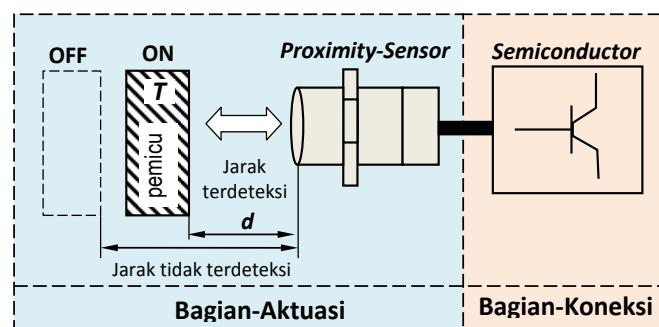 OFF
ON
Proximity-Sensor
Semiconductor
T
pemicu
Jarak
terdeteksi
d
Jarak tidak terdeteksi
Bagian-Aktuasi
Bagian-Koneksi